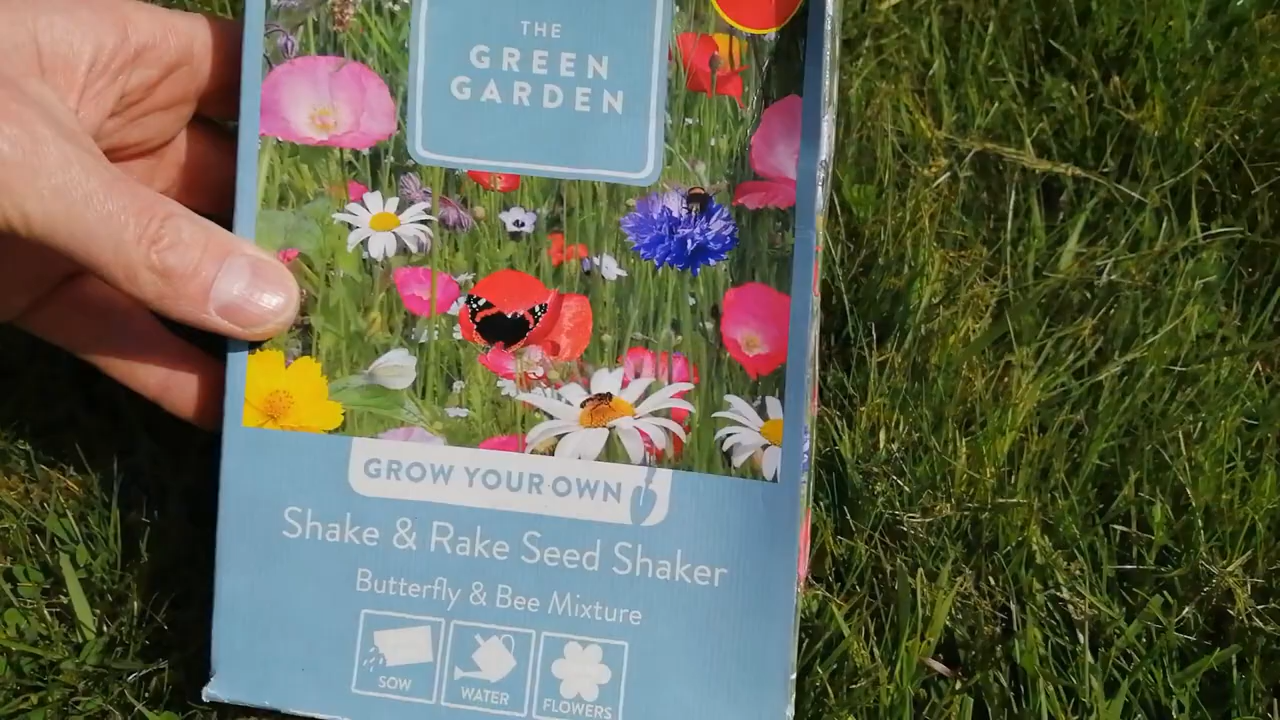 THE
GREEN
GARDEN
GROW YOUR OWN
Shake & Rake Seed Shaker
Butterfly & Bee Mixture
SOW
WATER
FLOWERS